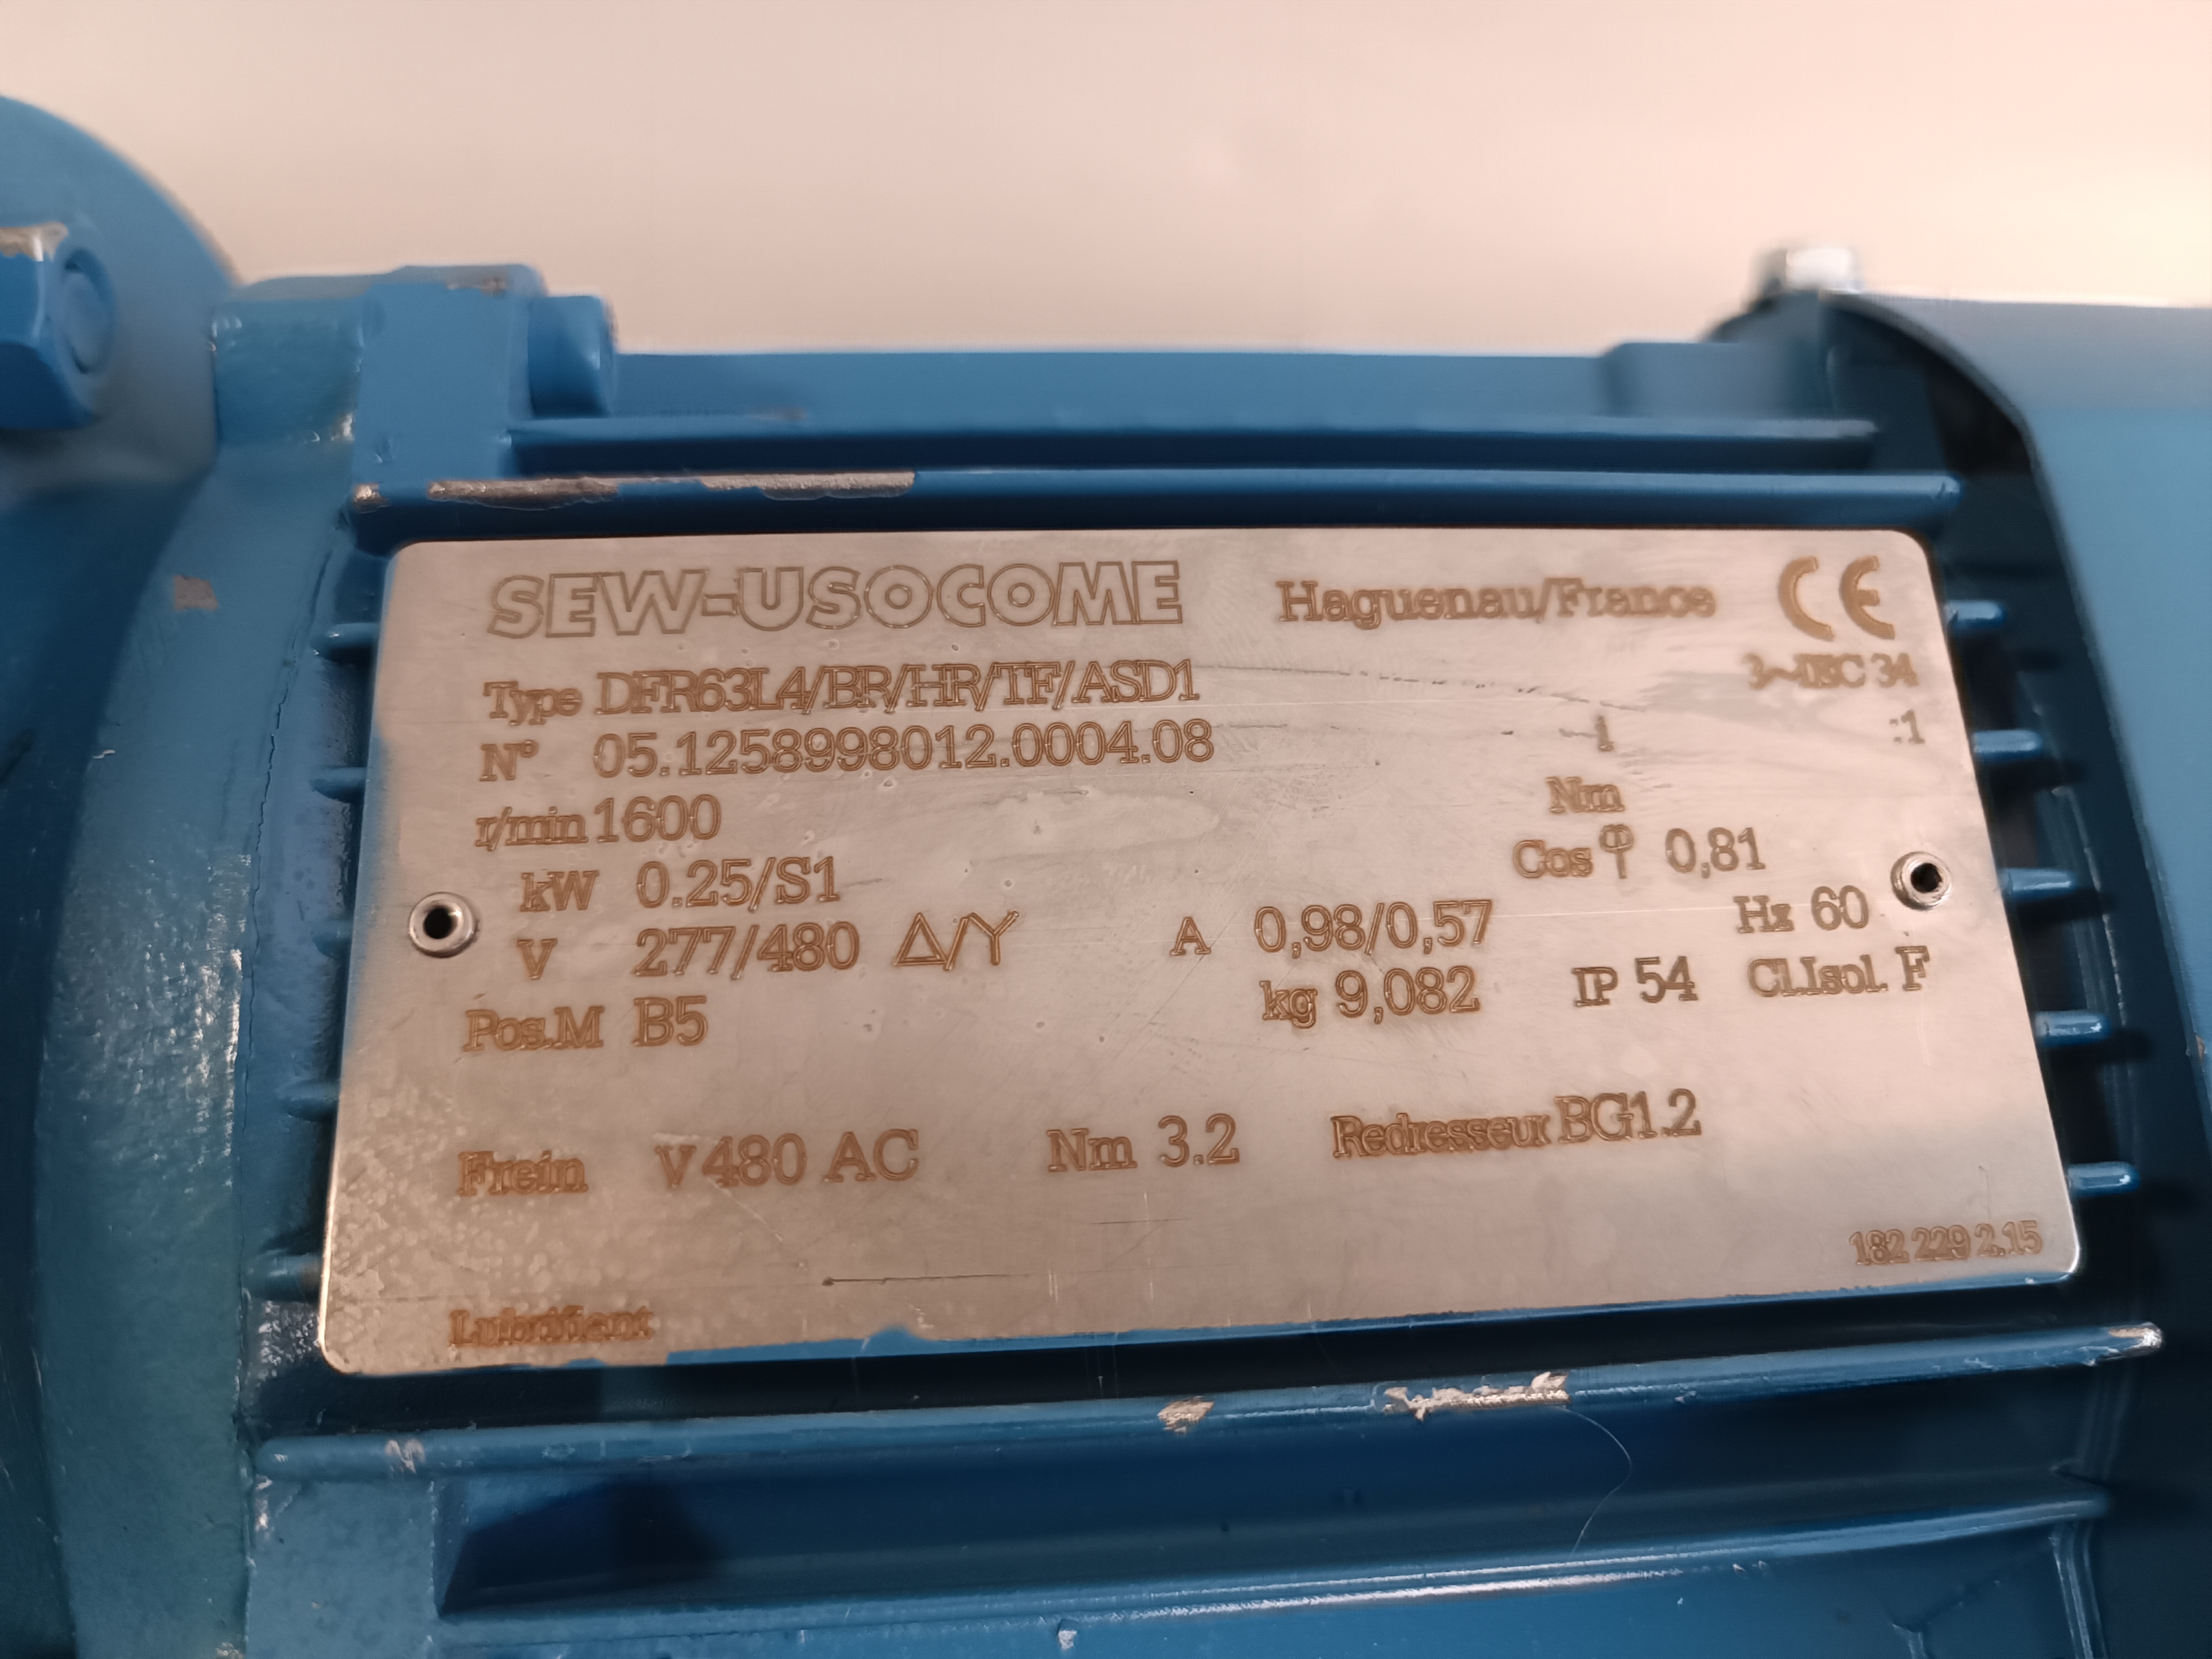 SEW-USOCOME Haguenau/France CE
Type DFR63L4/BR/HR/TF/ASD1 3~IEC 34
N° 05.1258998012.0004.08 i :1
r/min 1600 Nm
kW 0.25/S1 Cos φ 0,81
V 277/480 Δ/Y A 0,98/0,57 Hz 60
Pos.M B5 kg 9,082 IP 54 Cl.Isol. F
Frein V 480 AC Nm 3.2 Redresseur BG1.2
182 229 2.15
Lubrifiant